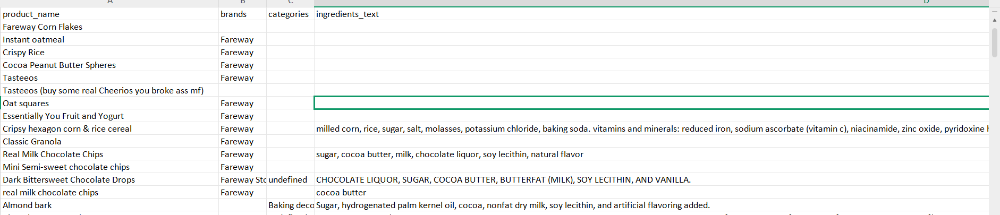 A B C D
product_name brands categories ingredients_text
Fareway Corn Flakes
Instant oatmeal Fareway
Crispy Rice Fareway
Cocoa Peanut Butter Spheres Fareway
Tasteeos Fareway
Tasteeos (buy some real Cheerios you broke ass mf)
Oat squares Fareway
Essentially You Fruit and Yogurt Fareway
Cripsy hexagon corn & rice cereal Fareway milled corn, rice, sugar, salt, molasses, potassium chloride, baking soda. vitamins and minerals: reduced iron, sodium ascorbate (vitamin c), niacinamide, zinc oxide, pyridoxine
Classic Granola Fareway
Real Milk Chocolate Chips Fareway sugar, cocoa butter, milk, chocolate liquor, soy lecithin, natural flavor
Mini Semi-sweet chocolate chips Fareway
Dark Bittersweet Chocolate Drops Fareway Sto undefined CHOCOLATE LIQUOR, SUGAR, COCOA BUTTER, BUTTERFAT (MILK), SOY LECITHIN, AND VANILLA.
real milk chocolate chips Fareway cocoa butter
Almond bark Baking deco Sugar, hydrogenated palm kernel oil, cocoa, nonfat dry milk, soy lecithin, and artificial flavoring added.